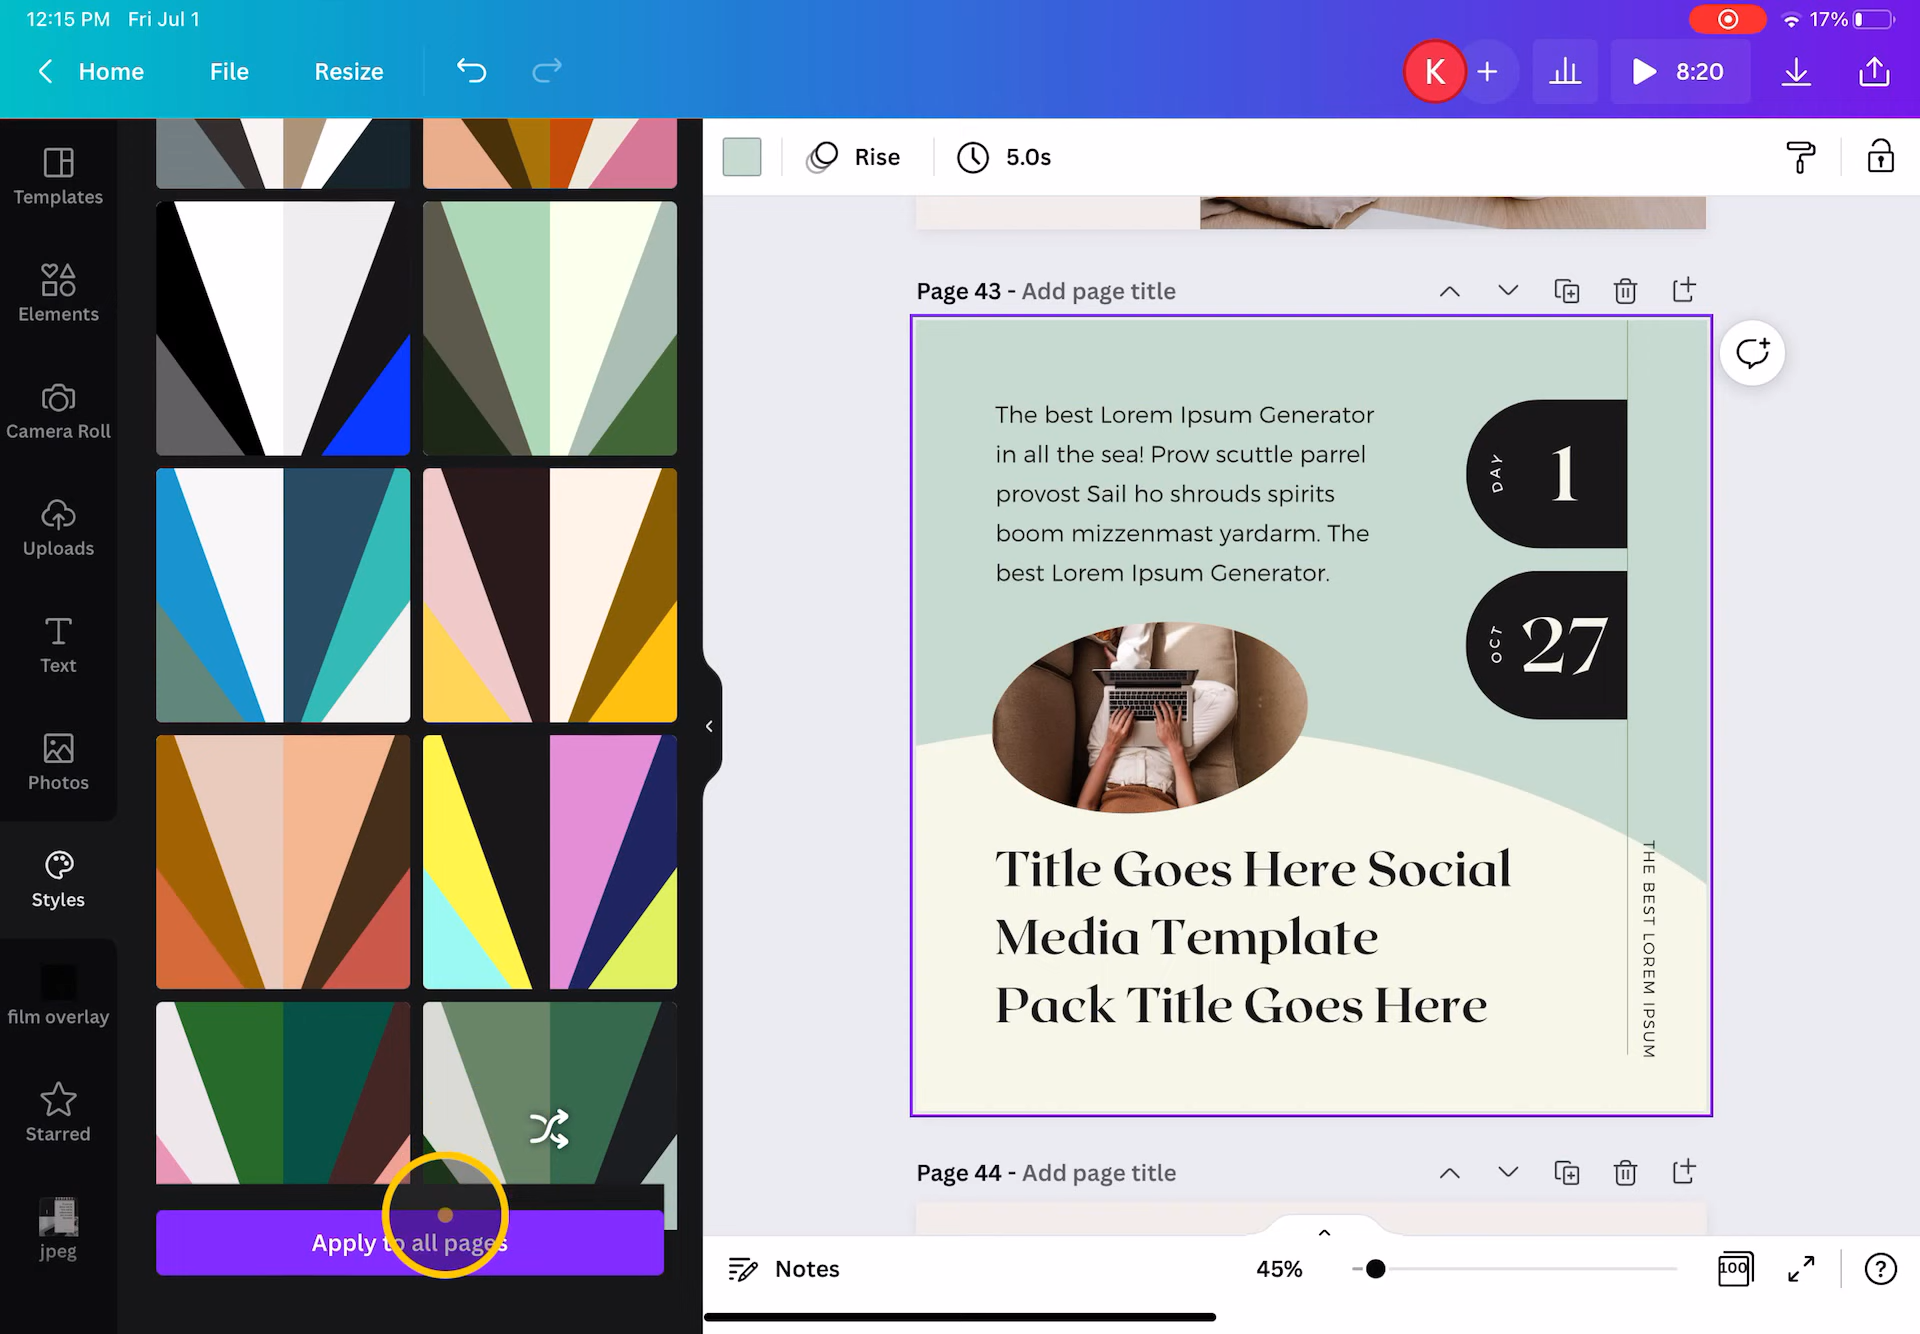 12:15 PM Fri Jul 1
17%
Home File Resize
K
8:20
Templates
Elements
Camera Roll
Uploads
Text
Photos
Styles
film overlay
Starred
jpeg
Apply to all pages
Rise
5.0s
Page 43 - Add page title
The best Lorem Ipsum Generator
in all the sea! Prow scuttle parrel
provost Sail ho shrouds spirits
boom mizzenmast yardarm. The
best Lorem Ipsum Generator.
DAY 1
OCT 27
Title Goes Here Social
Media Template
Pack Title Goes Here
THE BEST LOREM IPSUM
Page 44 - Add page title
Notes
45%
100
?